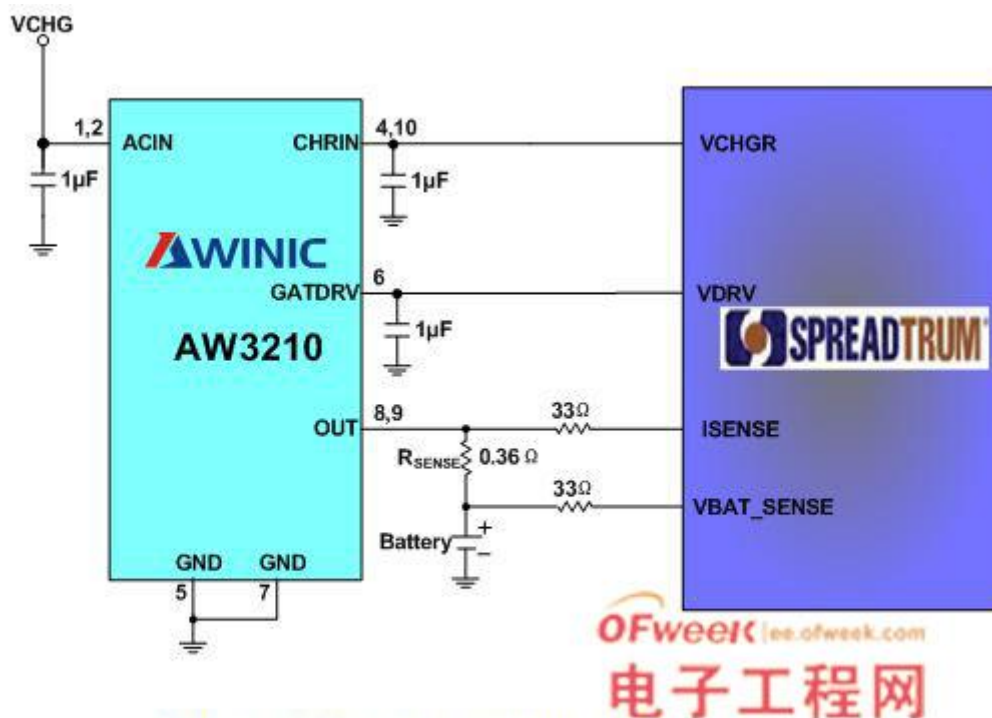 VCHG
1,2
ACIN
CHRIN
4,10
VCHGR
1µF
1µF
AWINIC
GATDRV
6
VDRV
1µF
AW3210
SPREADTRUM
OUT
8,9
33Ω
ISENSE
RSENSE
0.36 Ω
33Ω
VBAT_SENSE
Battery
+
−
GND
GND
5
7
OFweek ee.ofweek.com
电子工程网